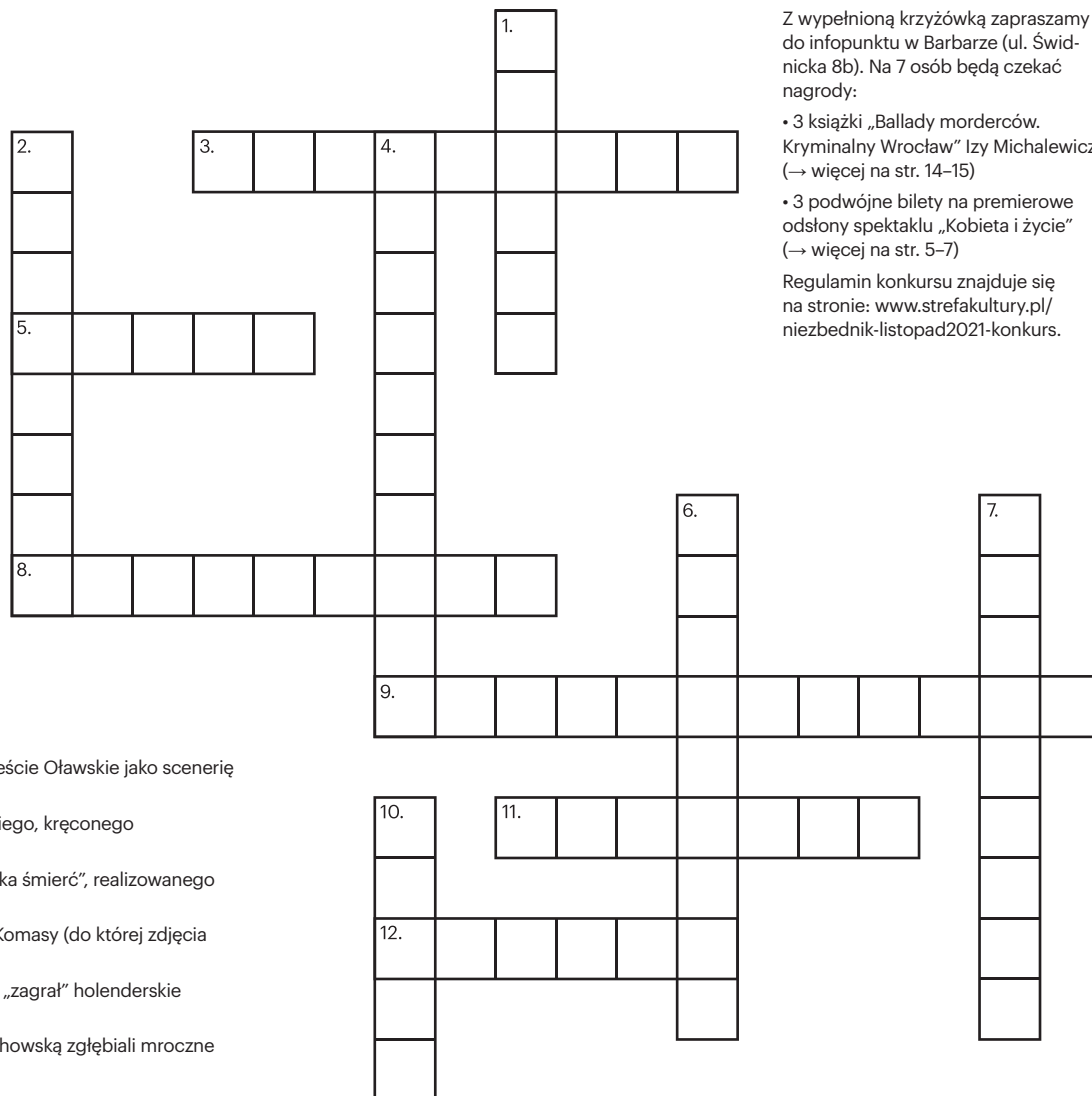 Z wypełnioną krzyżówką zapraszamy
do infopunktu w Barbarze (ul. Świd-
nicka 8b). Na 7 osób będą czekać
nagrody:
• 3 książki „Ballady morderców.
Kryminalny Wrocław” Izy Michalewicz
(→ więcej na str. 14–15)
• 3 podwójne bilety na premierowe
odsłony spektaklu „Kobieta i życie”
(→ więcej na str. 5–7)
Regulamin konkursu znajduje się
na stronie: www.strefakultury.pl/
niezbednik-listopad2021-konkurs.
1.
2.
3.
4.
5.
6.
7.
8.
9.
10.
11.
12.
eście Oławskie jako scenerię
iego, kręconego
ka śmierć”, realizowanego
Komasy (do której zdjęcia
„zagrał” holenderskie
howską zgłębiali mroczne